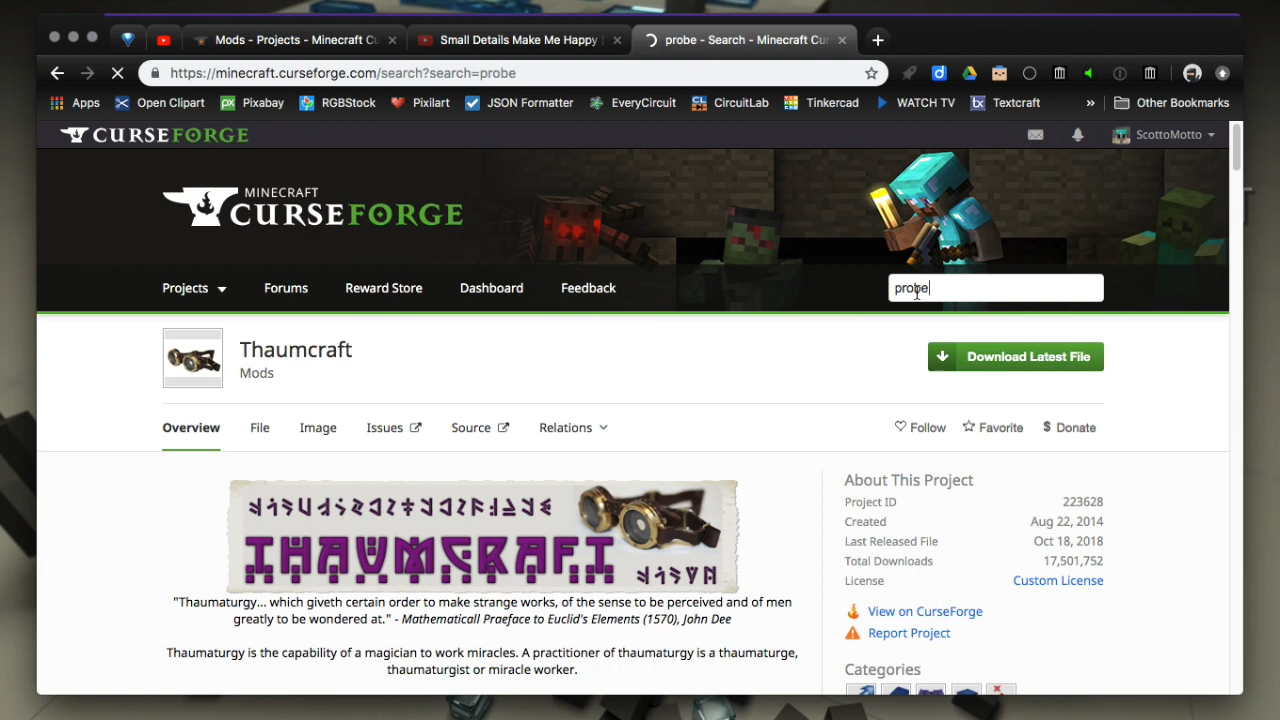 Mods - Projects - Minecraft Cu
Small Details Make Me Happy
probe - Search - Minecraft Cur
https://minecraft.curseforge.com/search?search=probe
Apps
Open Clipart
px Pixabay
RGBStock
Pixilart
JSON Formatter
EveryCircuit
CL CircuitLab
Tinkercad
WATCH TV
bx Textcraft
»
Other Bookmarks
CURSEFORGE
ScottoMotto
MINECRAFT
CURSEFORGE
Projects
Forums
Reward Store
Dashboard
Feedback
probe
Thaumcraft
Mods
Download Latest File
Overview
File
Image
Issues
Source
Relations
Follow
Favorite
$ Donate
THAUMCRAFT
"Thaumaturgy... which giveth certain order to make strange works, of the sense to be perceived and of men
greatly to be wondered at." - Mathematicall Praeface to Euclid's Elements (1570), John Dee
Thaumaturgy is the capability of a magician to work miracles. A practitioner of thaumaturgy is a thaumaturge,
thaumaturgist or miracle worker.
About This Project
Project ID 223628
Created Aug 22, 2014
Last Released File Oct 18, 2018
Total Downloads 17,501,752
License Custom License
View on CurseForge
Report Project
Categories